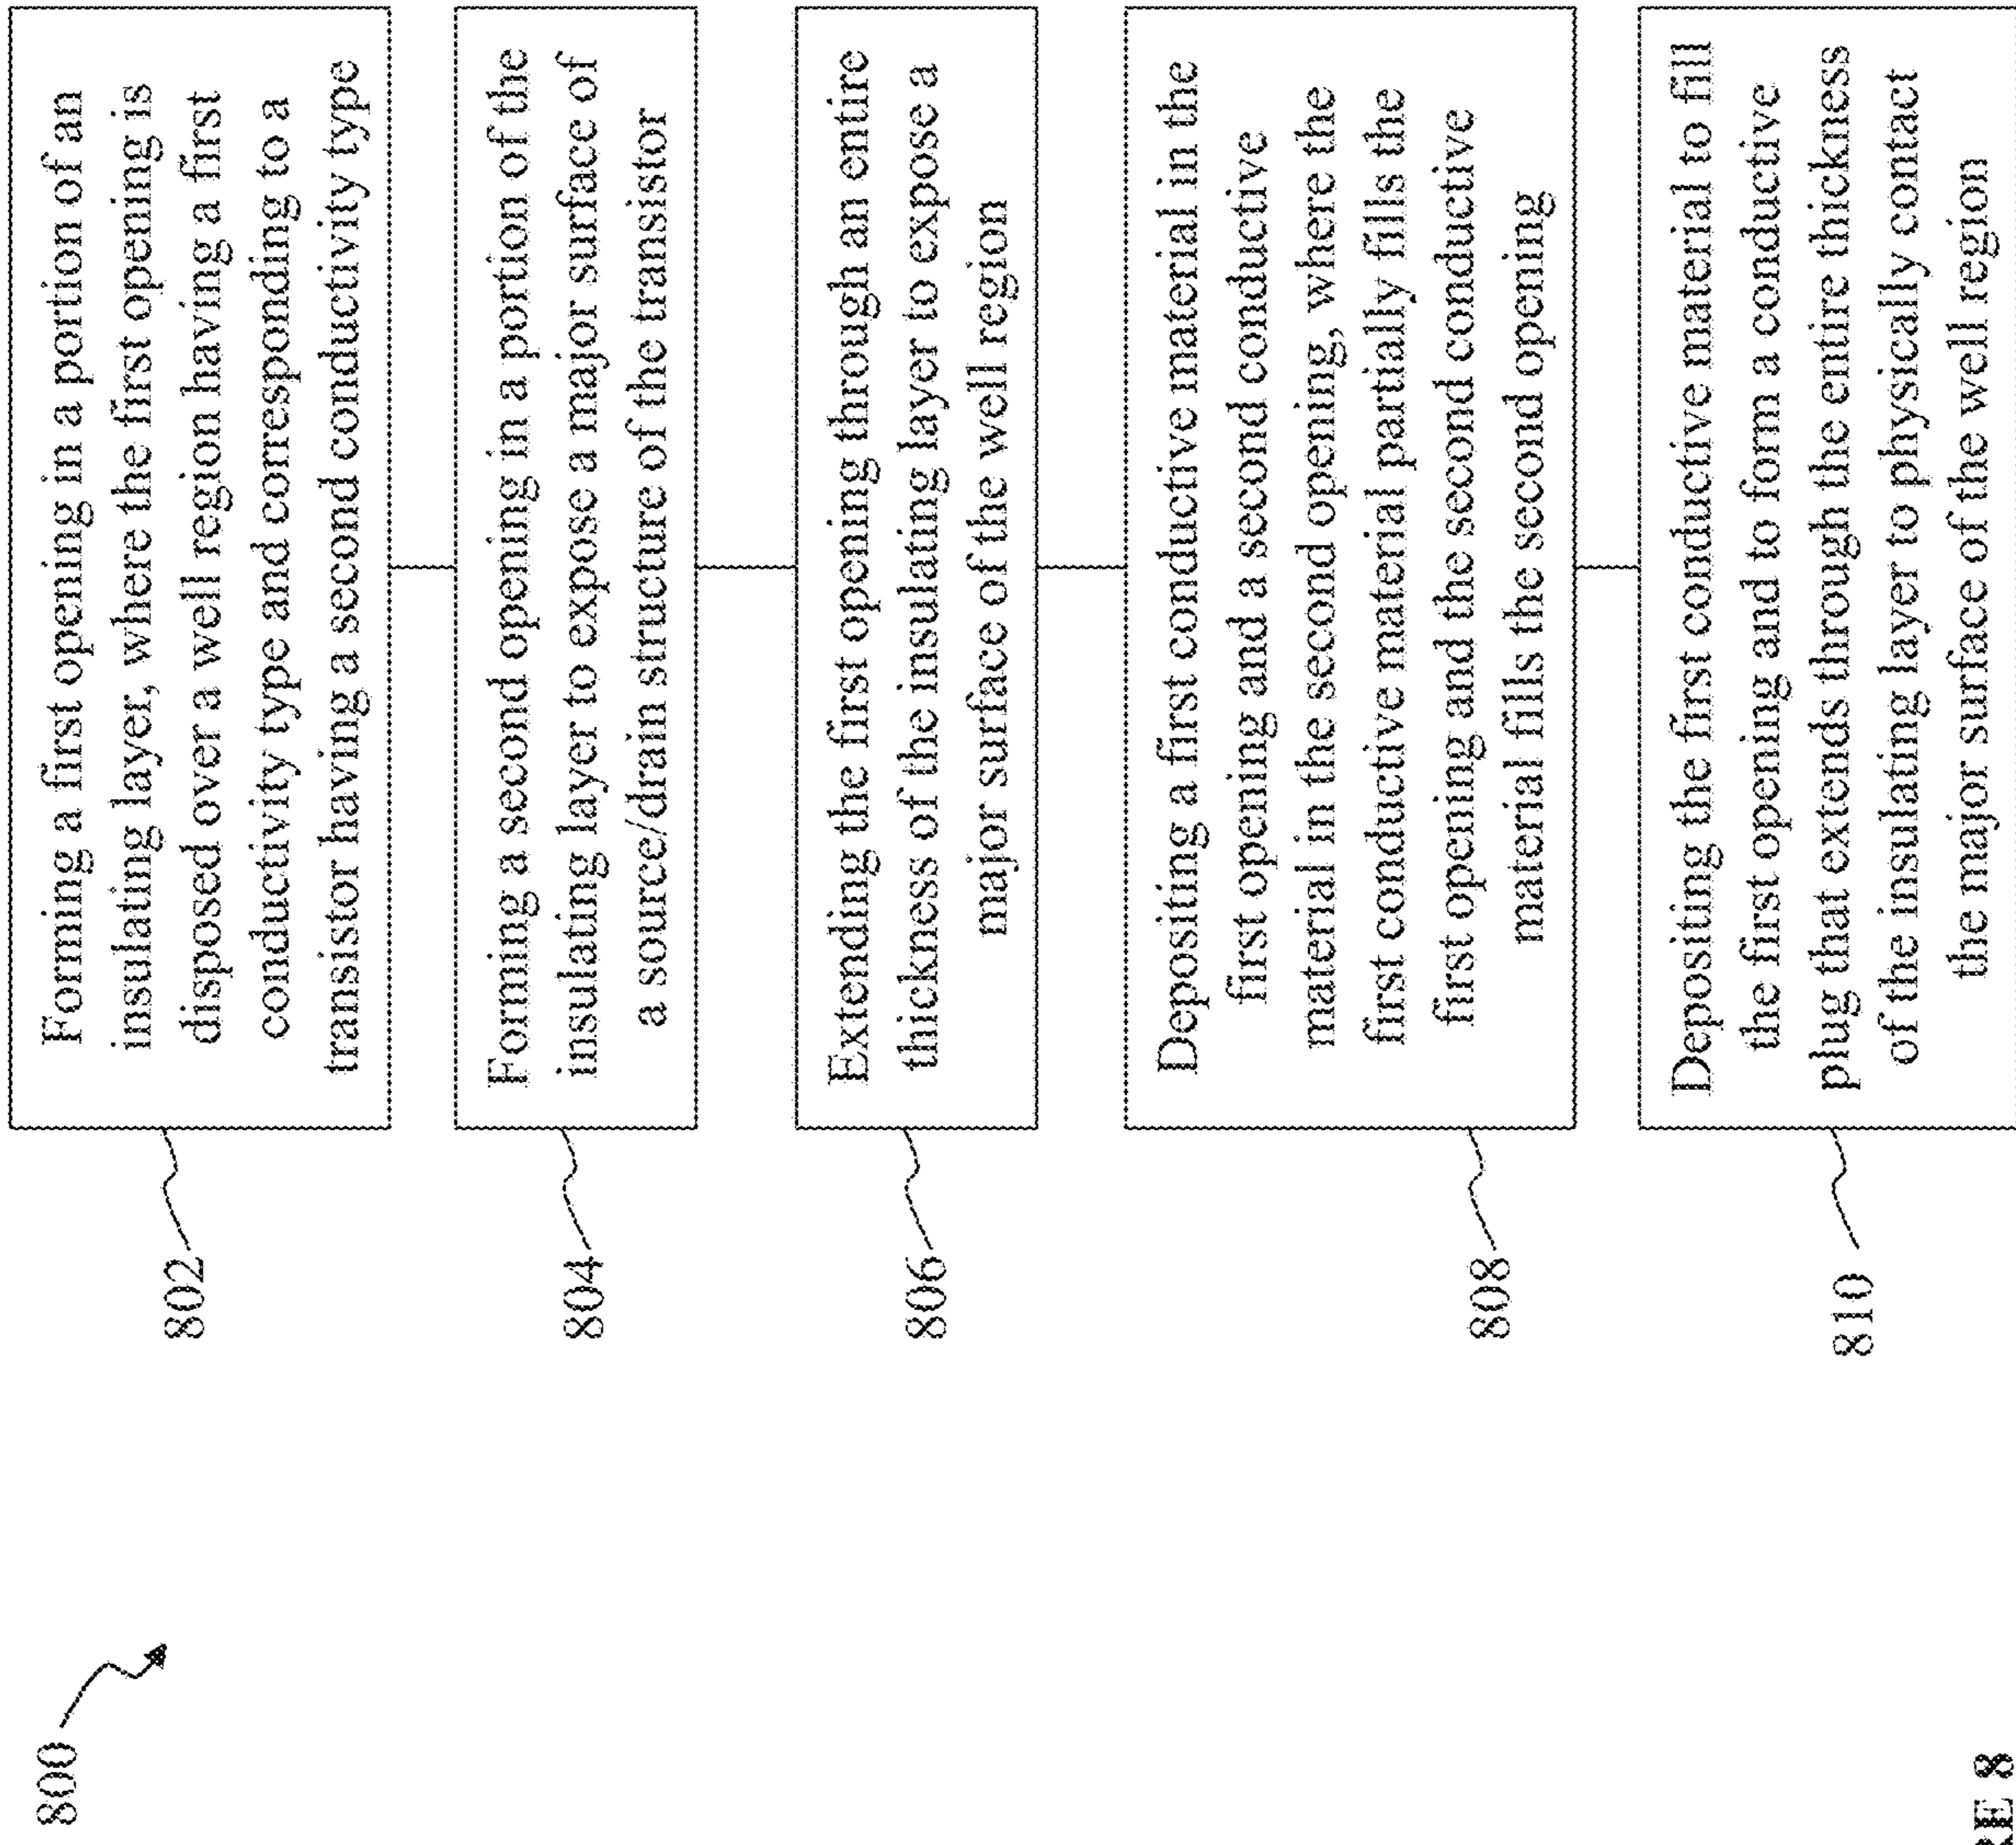 800
802
Forming a first opening in a portion of an
insulating layer, where the first opening is
disposed over a well region having a first
conductivity type and corresponding to a
transistor having a second conductivity type
804
Forming a second opening in a portion of the
insulating layer to expose a major surface of
a source/drain structure of the transistor
806
Extending the first opening through an entire
thickness of the insulating layer to expose a
major surface of the well region
808
Depositing a first conductive material in the
first opening and a second conductive
material in the second opening, where the
first conductive material partially fills the
first opening and the second conductive
material fills the second opening
810
Depositing the first conductive material to fill
the first opening and to form a conductive
plug that extends through the entire thickness
of the insulating layer to physically contact
the major surface of the well region
8